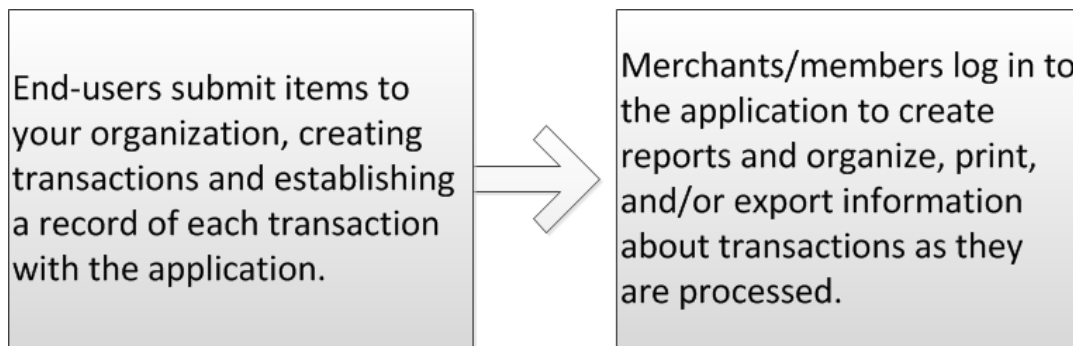 End-users submit items to
your organization, creating
transactions and establishing
a record of each transaction
with the application.
Merchants/members log in to
the application to create
reports and organize, print,
and/or export information
about transactions as they
are processed.